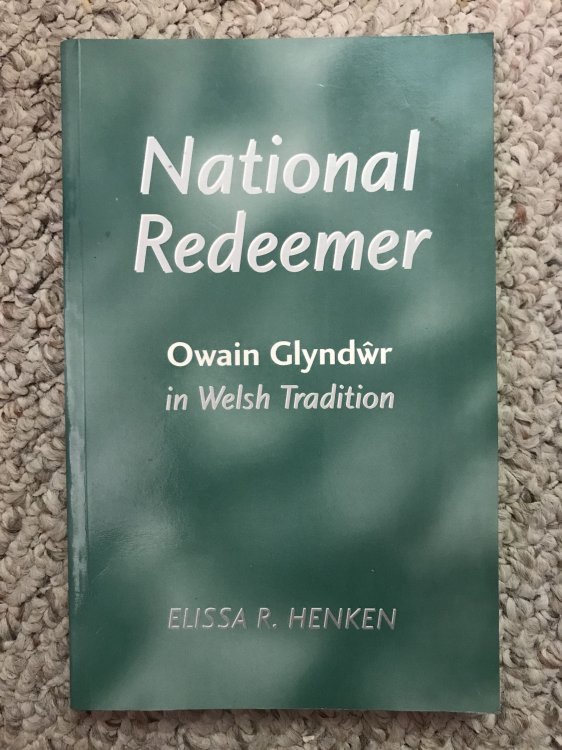 National
Redeemer
Owain Glyndŵr
in Welsh Tradition
ELISSA R. HENKEN